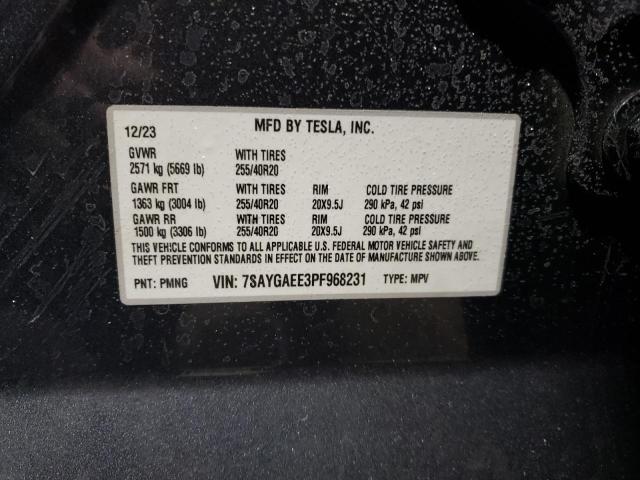 12/23 MFD BY TESLA, INC.
GVWR WITH TIRES
2571 kg (5669 lb) 255/40R20
GAWR FRT WITH TIRES RIM COLD TIRE PRESSURE
1363 kg (3004 lb) 255/40R20 20X9.5J 290 kPa, 42 psi
GAWR RR WITH TIRES RIM COLD TIRE PRESSURE
1500 kg (3306 lb) 255/40R20 20X9.5J 290 kPa, 42 psi
THIS VEHICLE CONFORMS TO ALL APPLICABLE U.S. FEDERAL MOTOR VEHICLE SAFETY AND
THEFT PREVENTION STANDARDS IN EFFECT ON THE DATE OF MANUFACTURE SHOWN ABOVE.
PNT: PMNG VIN: 7SAYGAEE3PF968231 TYPE: MPV